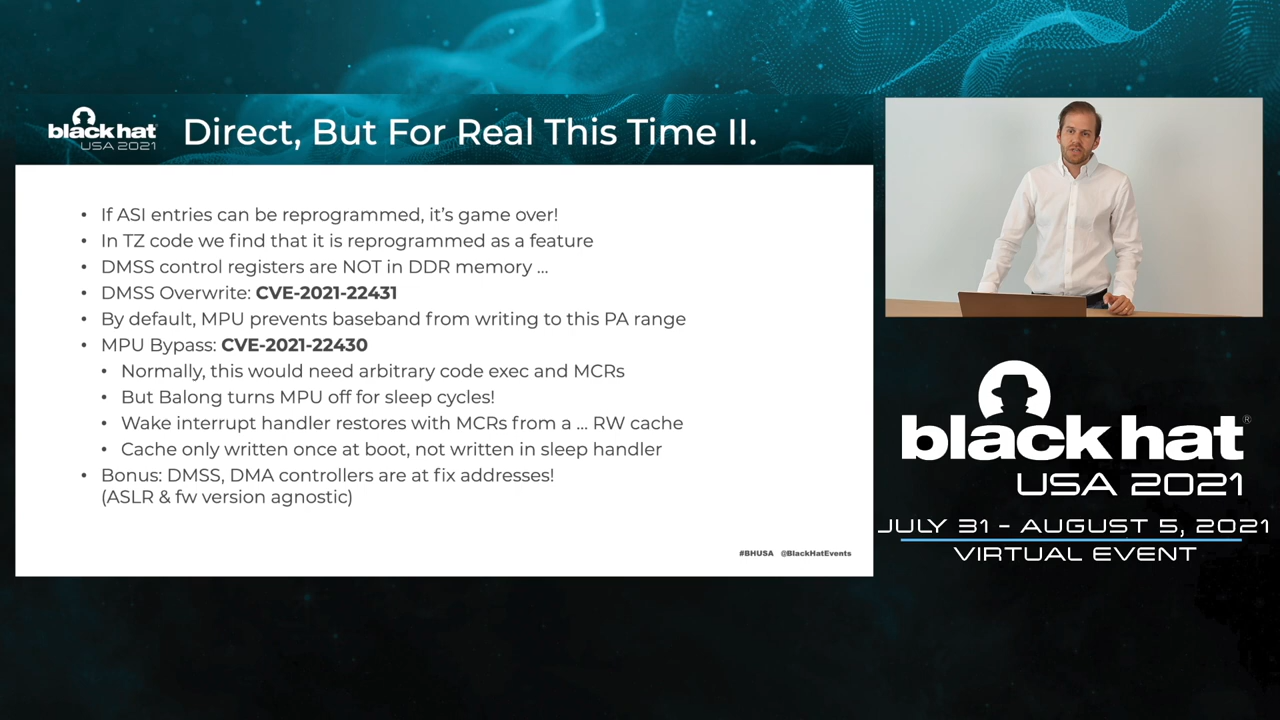 black hat
USA 2021
Direct, But For Real This Time II.
• If ASI entries can be reprogrammed, it's game over!
• In TZ code we find that it is reprogrammed as a feature
• DMSS control registers are NOT in DDR memory ...
• DMSS Overwrite: CVE-2021-22431
• By default, MPU prevents baseband from writing to this PA range
• MPU Bypass: CVE-2021-22430
• Normally, this would need arbitrary code exec and MCRs
• But Balong turns MPU off for sleep cycles!
• Wake interrupt handler restores with MCRs from a ... RW cache
• Cache only written once at boot, not written in sleep handler
• Bonus: DMSS, DMA controllers are at fix addresses!
(ASLR & fw version agnostic)
#BHUSA @BlackHatEvents
black hat®
USA 2021
JULY 31 - AUGUST 5, 2021
VIRTUAL EVENT